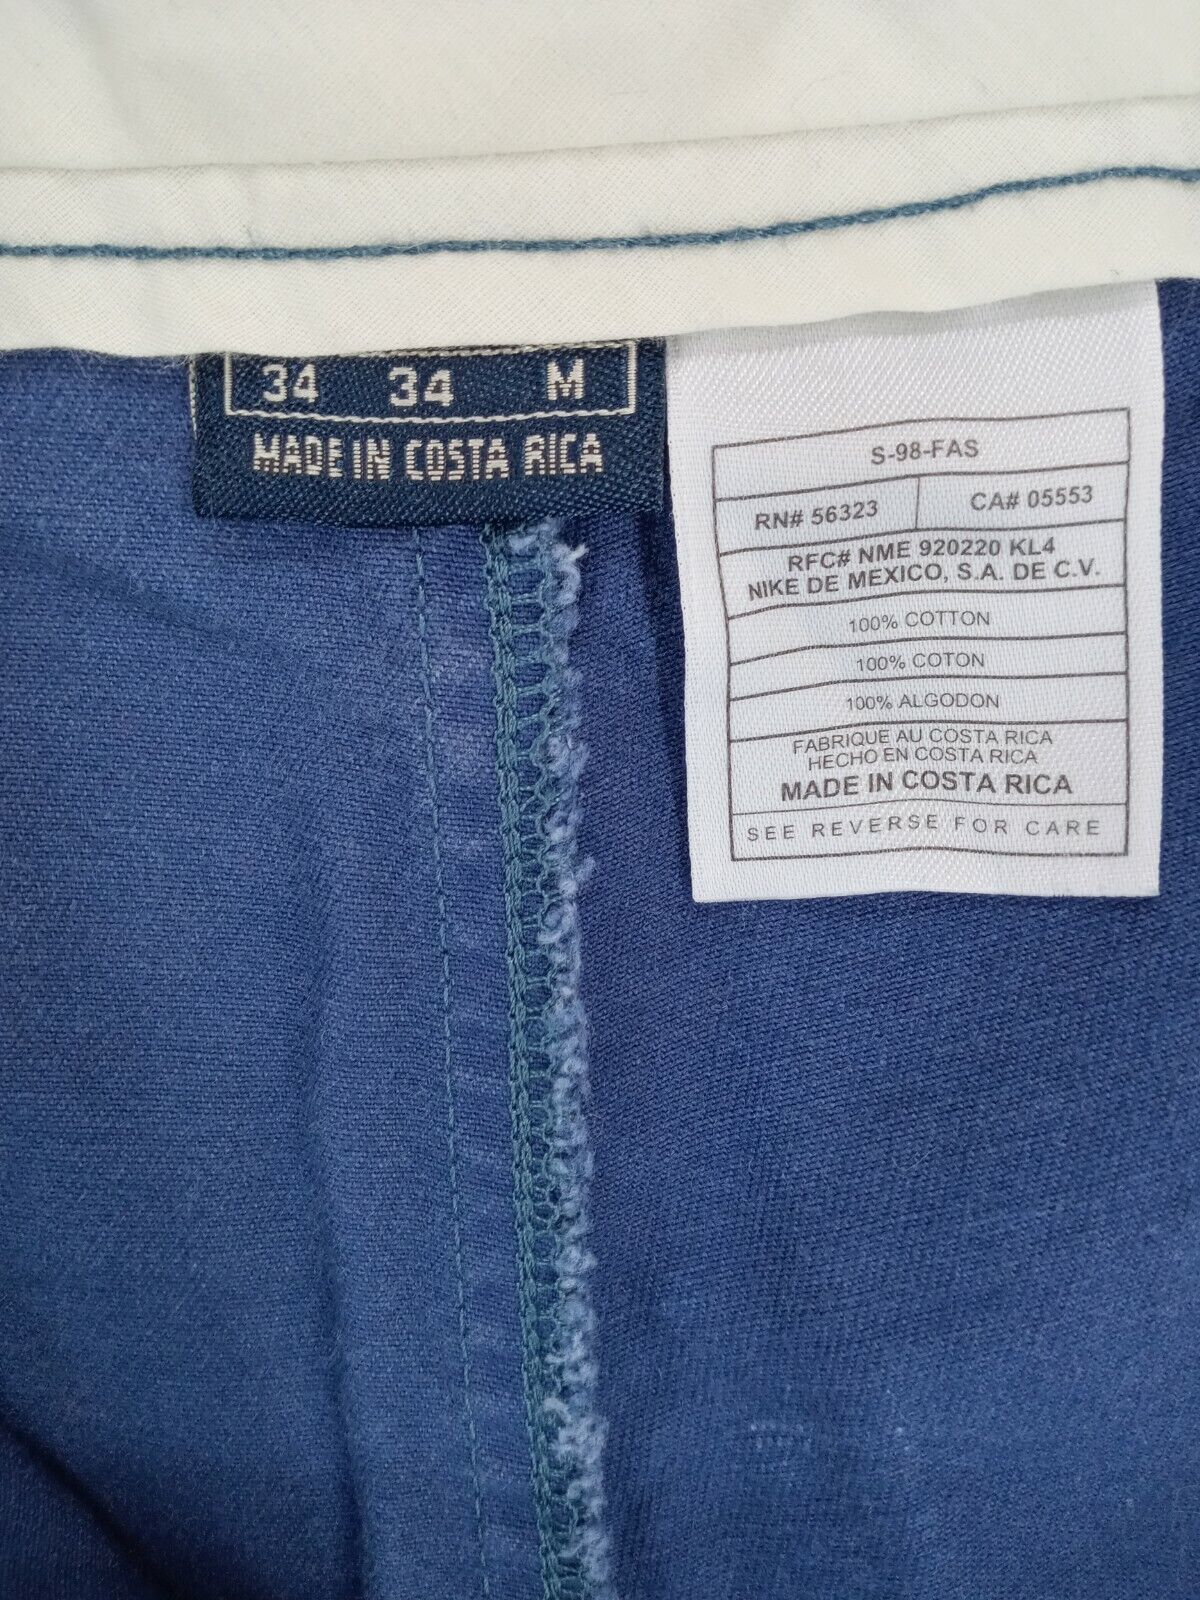 34 34 M
MADE IN COSTA RICA
S-98-FAS
RN# 56323 CA# 05553
RFC# NME 920220 KL4
NIKE DE MEXICO, S.A. DE C.V.
100% COTTON
100% COTON
100% ALGODON
FABRIQUE AU COSTA RICA
HECHO EN COSTA RICA
MADE IN COSTA RICA
SEE REVERSE FOR CARE